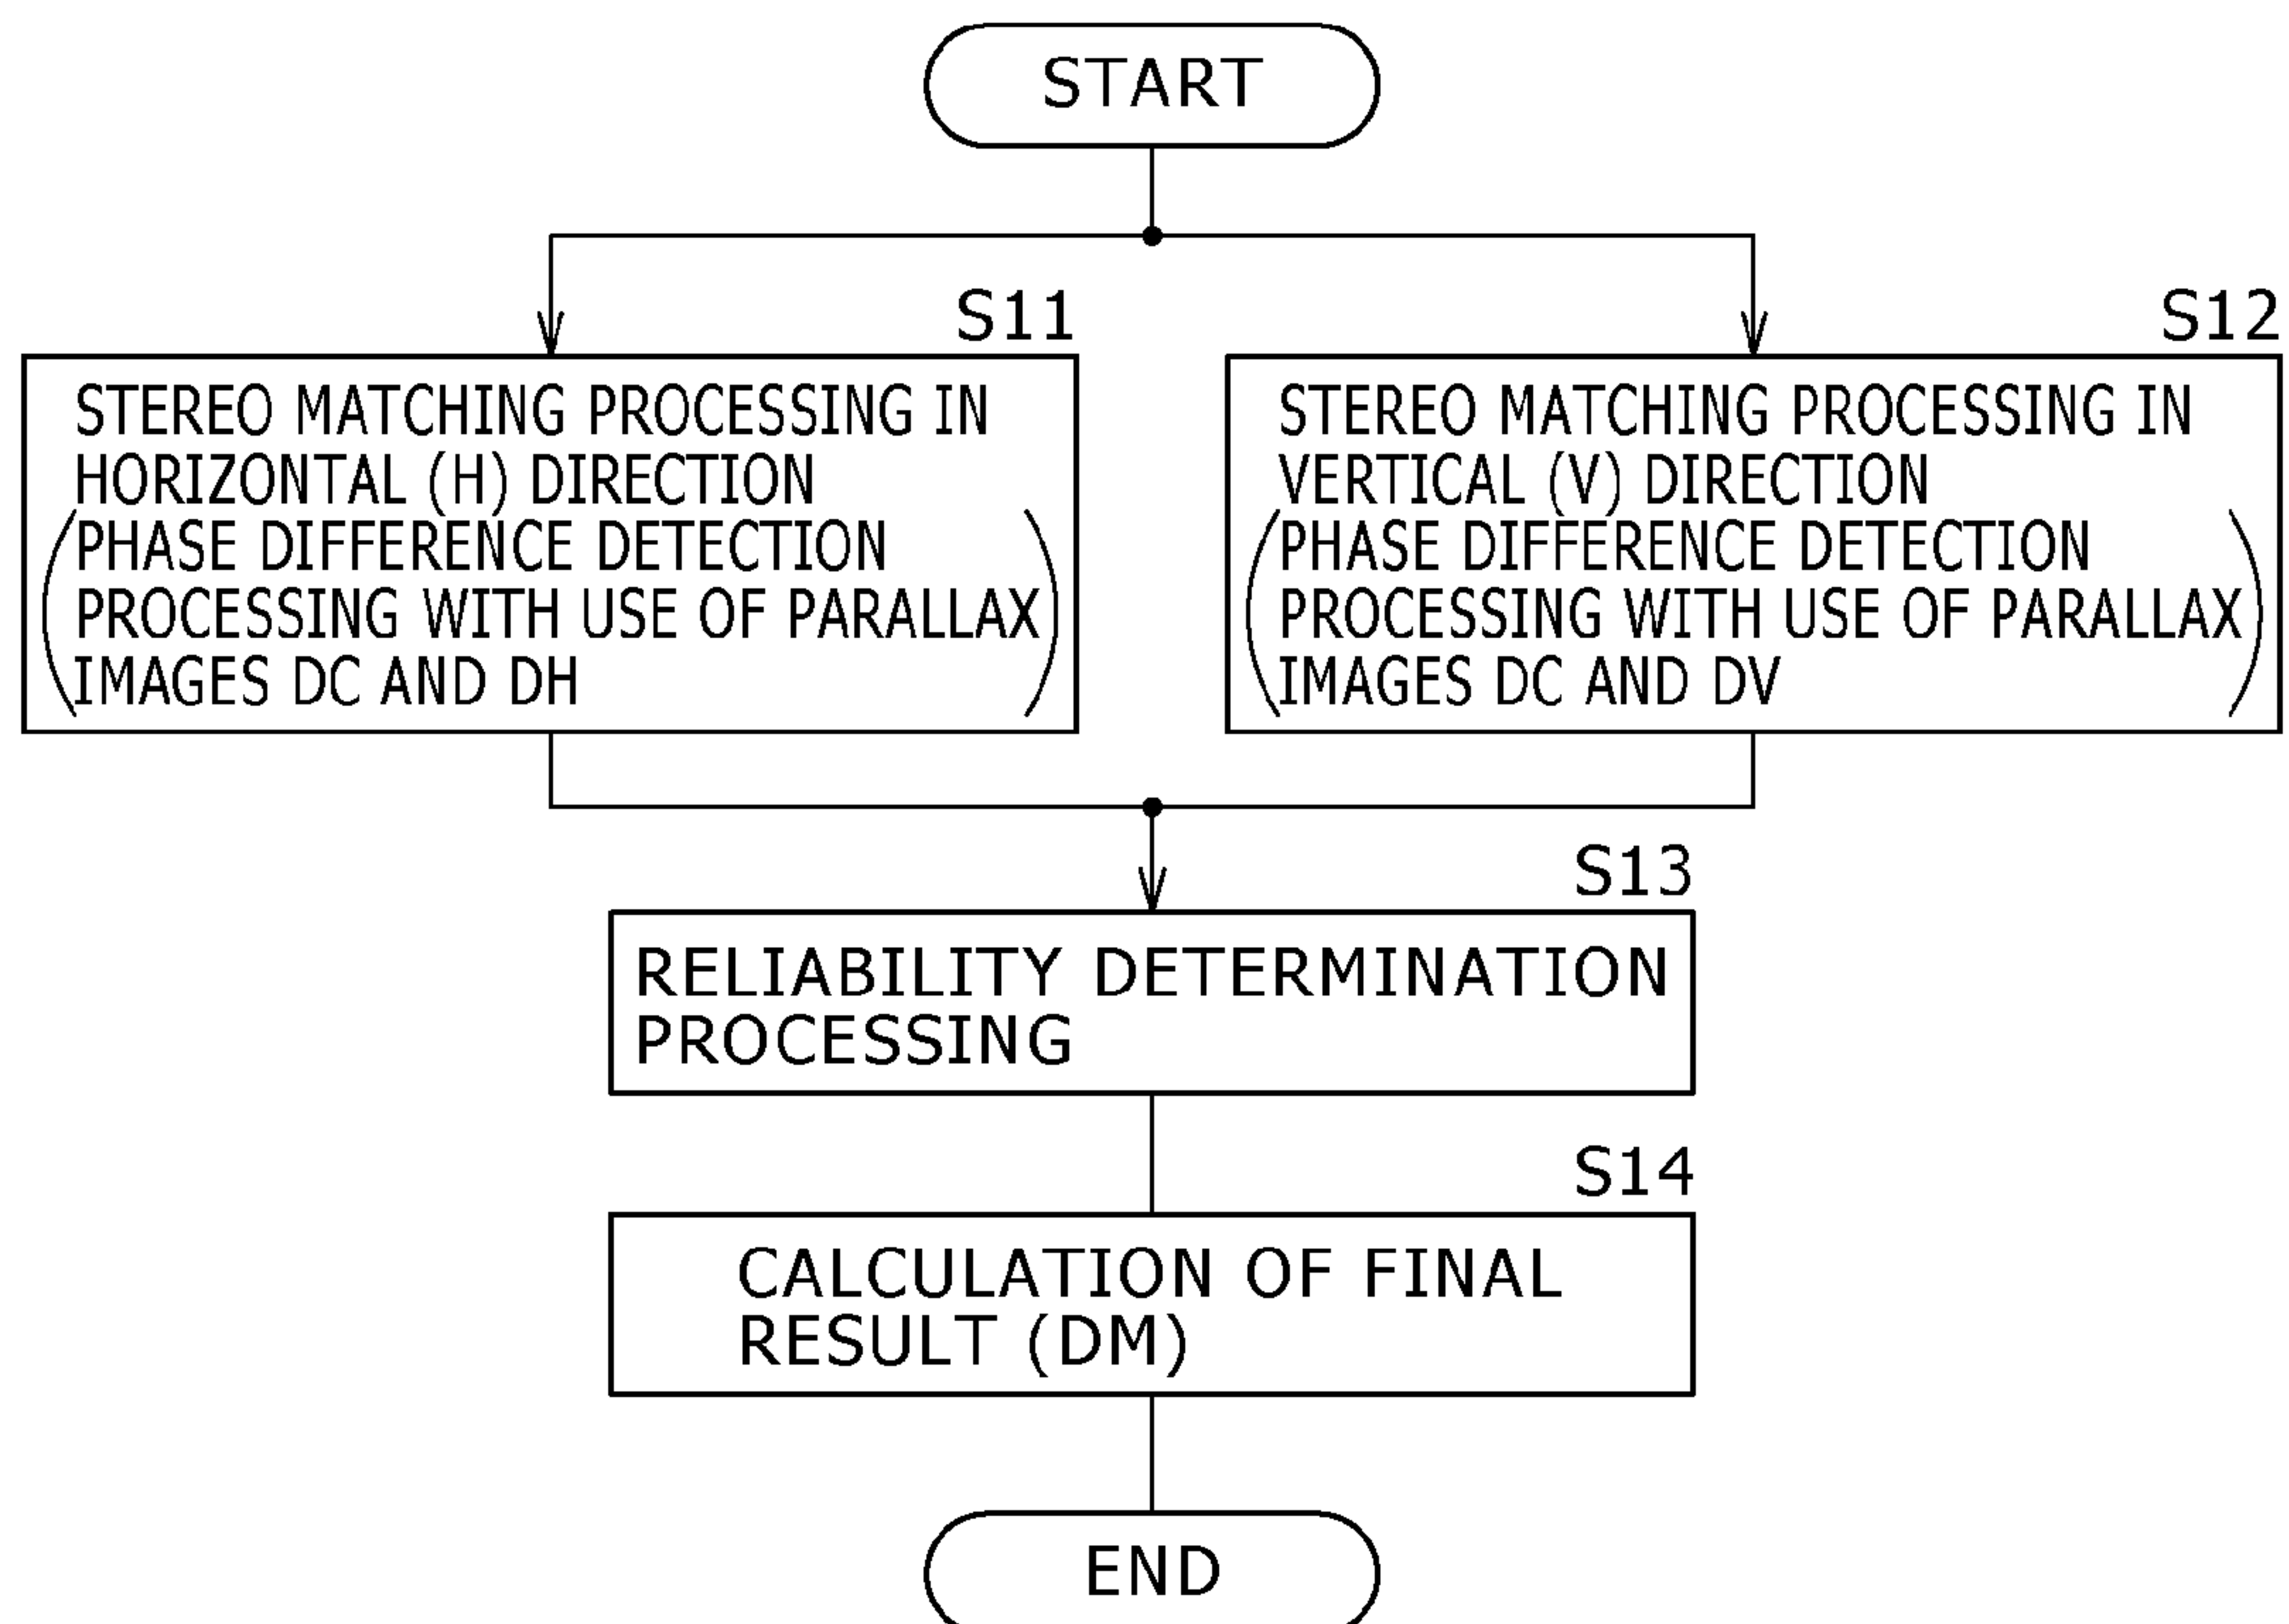 START
S11
STEREO MATCHING PROCESSING IN
HORIZONTAL (H) DIRECTION
(PHASE DIFFERENCE DETECTION
PROCESSING WITH USE OF PARALLAX
IMAGES DC AND DH)
S12
STEREO MATCHING PROCESSING IN
VERTICAL (V) DIRECTION
(PHASE DIFFERENCE DETECTION
PROCESSING WITH USE OF PARALLAX
IMAGES DC AND DV)
S13
RELIABILITY DETERMINATION
PROCESSING
S14
CALCULATION OF FINAL
RESULT (DM)
END